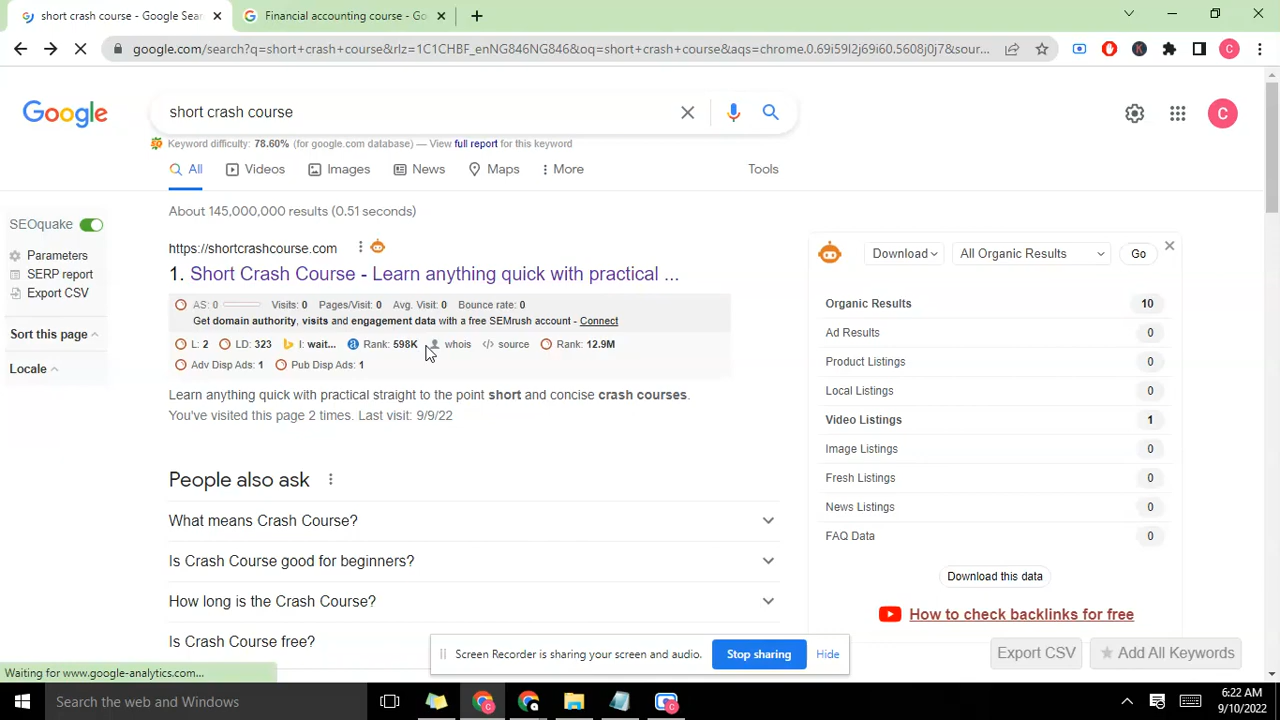 short crash course - Google Sear
Financial accounting course - Go
google.com/search?q=short+crash+course&rlz=1C1CHBF_enNG846NG846&oq=short+crash+course&aqs=chrome.0.69i59l2j69i60.5608j0j7&sour...
K
C
Google
short crash course
C
Keyword difficulty: 78.60% (for google.com database) — View full report for this keyword
All
Videos
Images
News
Maps
More
Tools
About 145,000,000 results (0.51 seconds)
SEOquake
Parameters
SERP report
Export CSV
Sort this page
Locale
https://shortcrashcourse.com
1. Short Crash Course - Learn anything quick with practical ...
AS: 0 Visits: 0 Pages/Visit: 0 Avg. Visit: 0 Bounce rate: 0
Get domain authority, visits and engagement data with a free SEMrush account - Connect
L: 2 LD: 323 I: wait... Rank: 598K whois source Rank: 12.9M
Adv Disp Ads: 1 Pub Disp Ads: 1
Learn anything quick with practical straight to the point short and concise crash courses.
You've visited this page 2 times. Last visit: 9/9/22
People also ask
What means Crash Course?
Is Crash Course good for beginners?
How long is the Crash Course?
Is Crash Course free?
Download
All Organic Results
Go
Organic Results 10
Ad Results 0
Product Listings 0
Local Listings 0
Video Listings 1
Image Listings 0
Fresh Listings 0
News Listings 0
FAQ Data 0
Download this data
How to check backlinks for free
Export CSV
Add All Keywords
Screen Recorder is sharing your screen and audio.
Stop sharing
Hide
Waiting for www.google-analytics.com...
Search the web and Windows
6:22 AM
9/10/2022